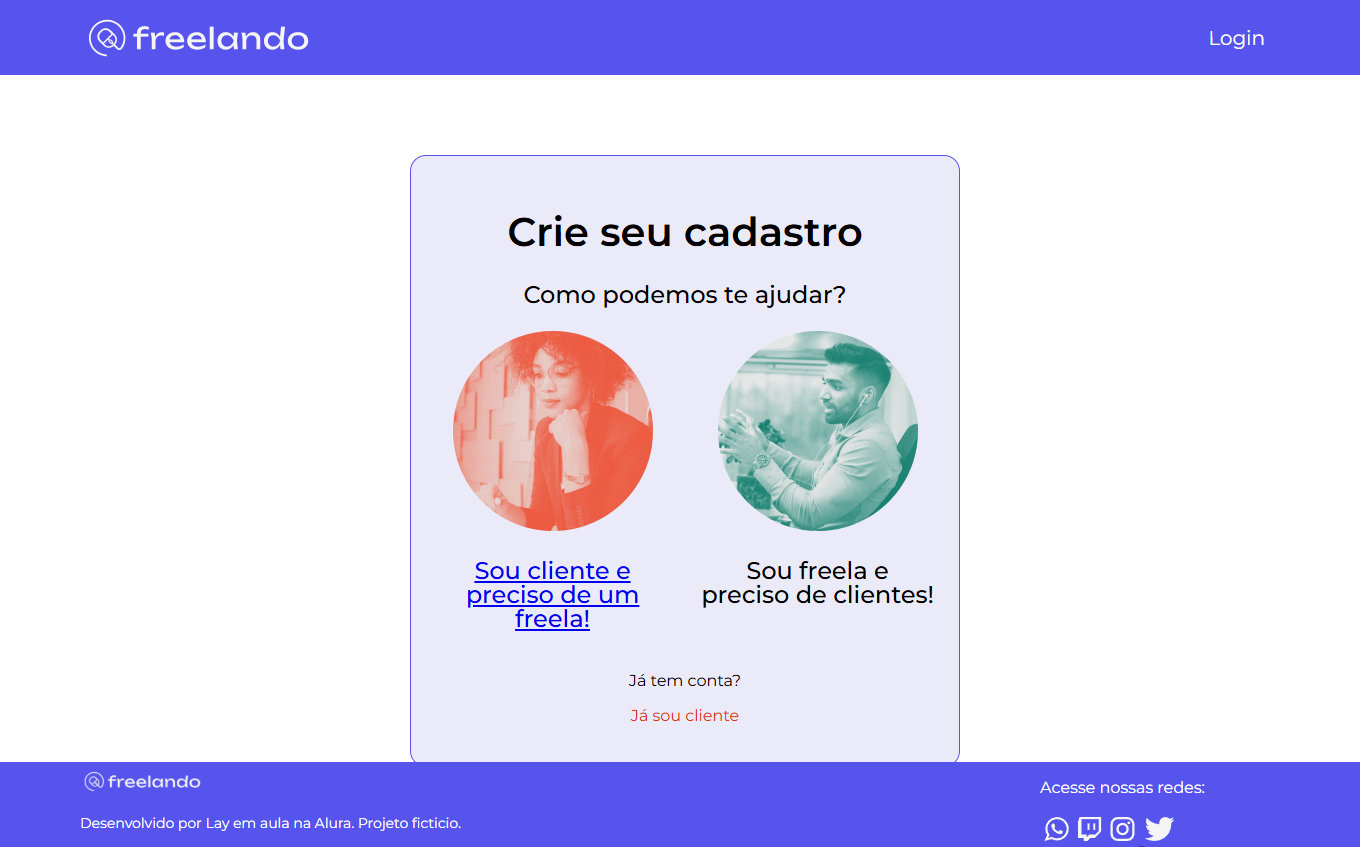 freelando
Login
Crie seu cadastro
Como podemos te ajudar?
Sou cliente e
preciso de um
freela!
Sou freela e
preciso de clientes!
Já tem conta?
Já sou cliente
freelando
Desenvolvido por Lay em aula na Alura. Projeto ficticio.
Acesse nossas redes: